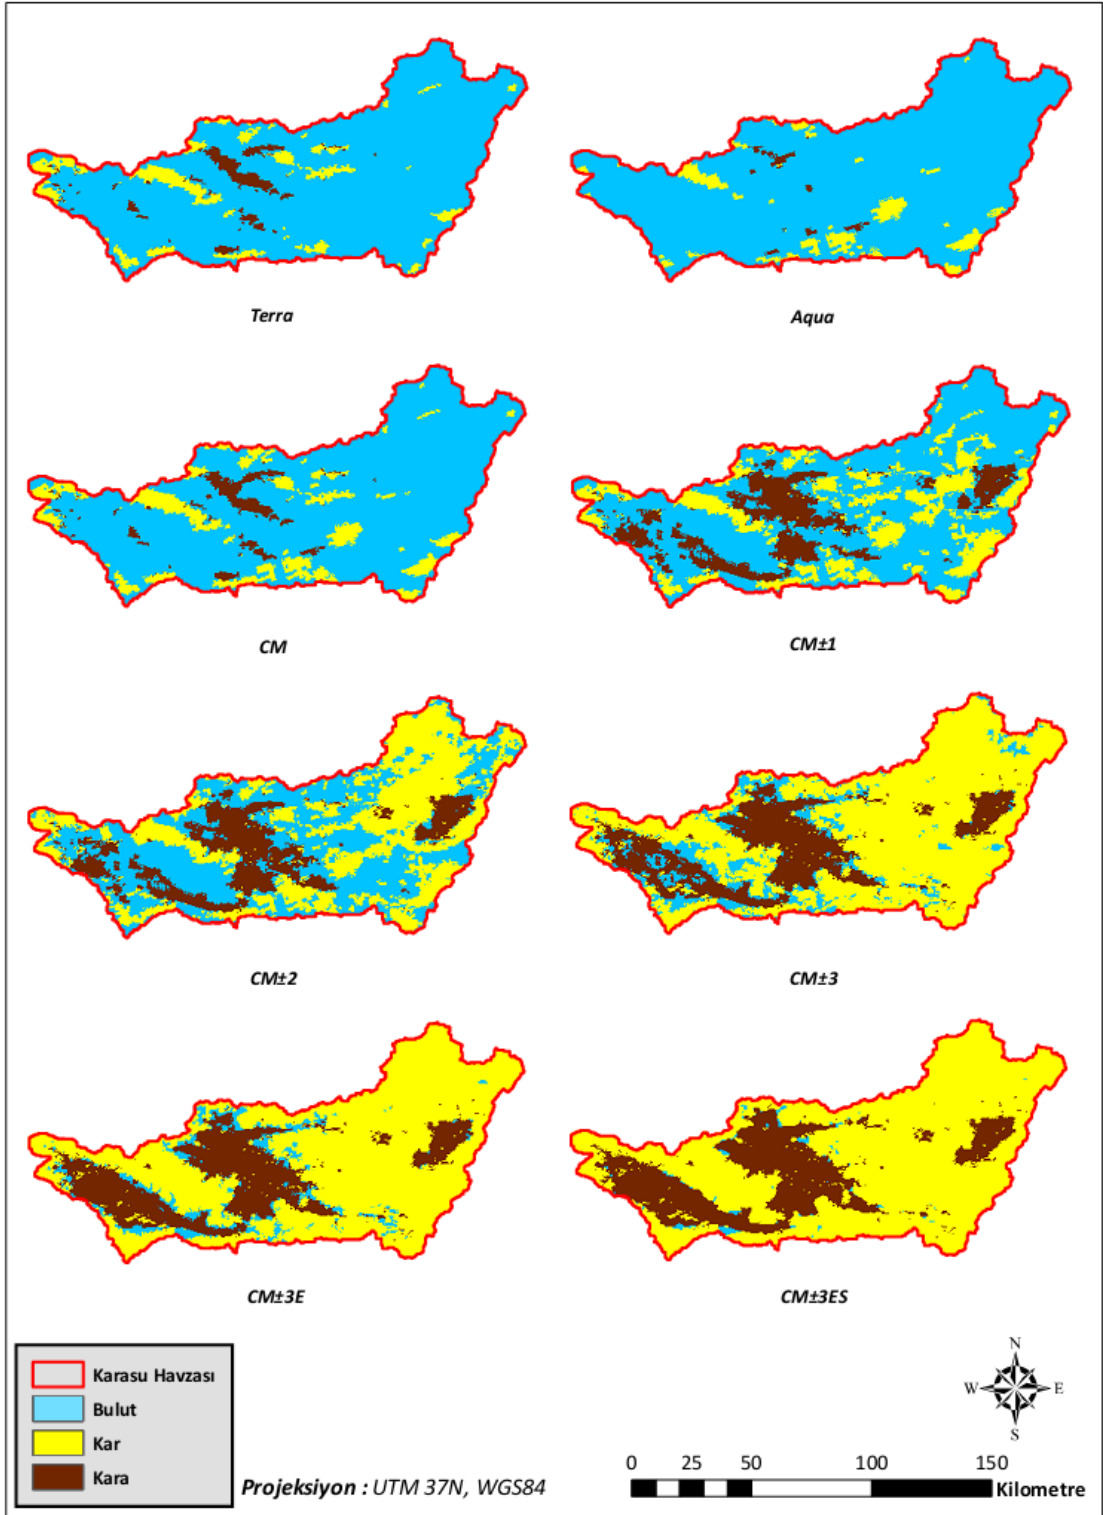 Terra
Aqua
CM
CM±1
CM±2
CM±3
CM±3E
CM±3ES
Karasu Havzası
Bulut
Kar
Kara
Projeksiyon : UTM 37N, WGS84
N
W E
S
0 25 50 100 150
Kilometre